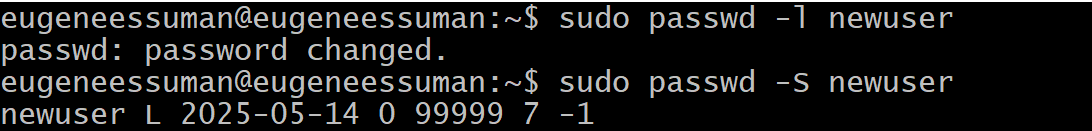 eugeneessuman@eugeneessuman:~$ sudo passwd -l newuser
passwd: password changed.
eugeneessuman@eugeneessuman:~$ sudo passwd -S newuser
newuser L 2025-05-14 0 99999 7 -1